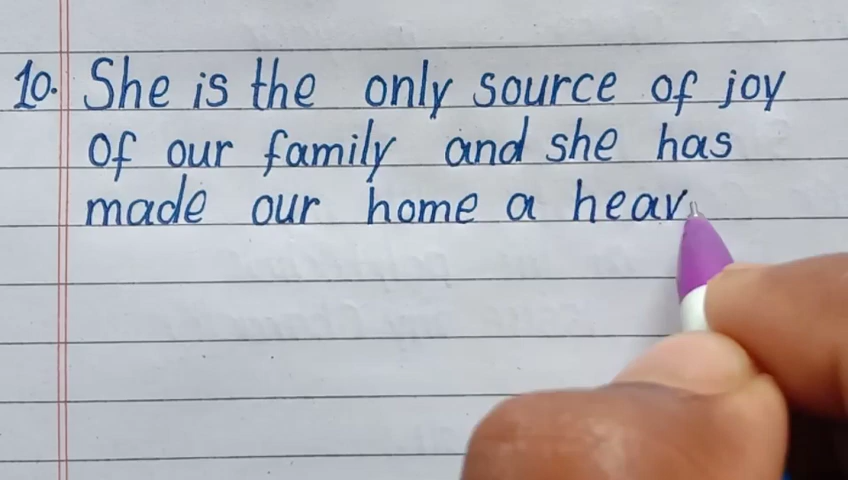 10. She is the only source of joy
of our family and she has
made our home a heav